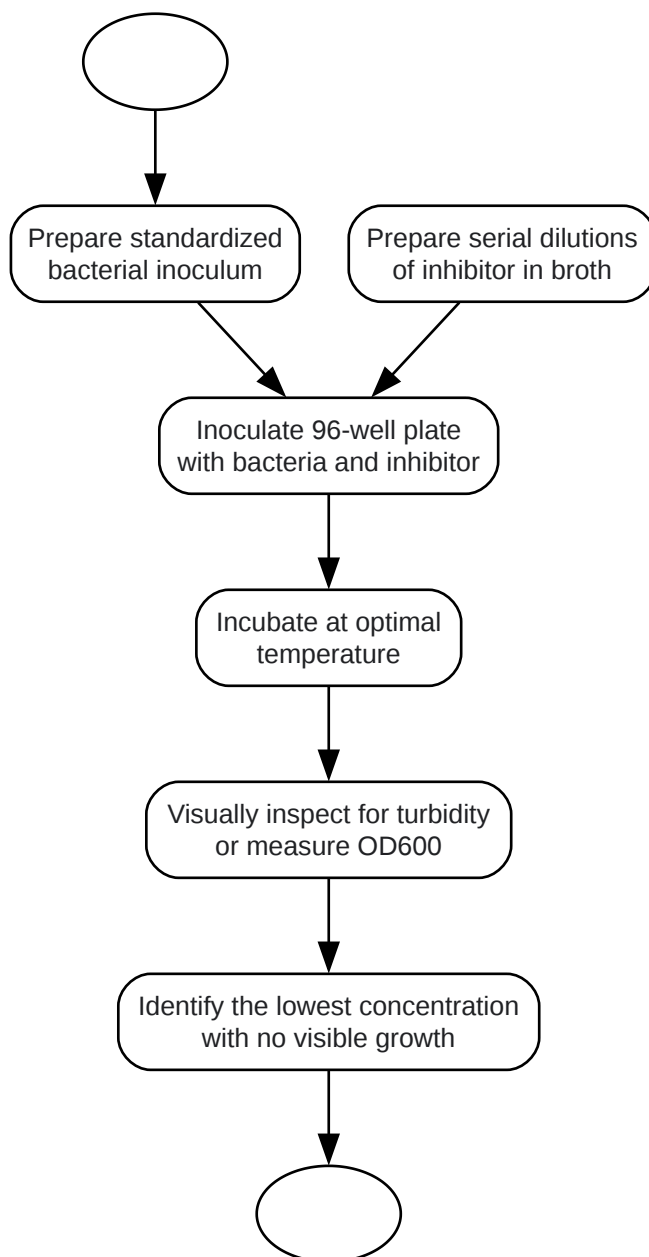 Prepare standardized
bacterial inoculum
Prepare serial dilutions
of inhibitor in broth
Inoculate 96-well plate
with bacteria and inhibitor
Incubate at optimal
temperature
Visually inspect for turbidity
or measure OD600
Identify the lowest concentration
with no visible growth